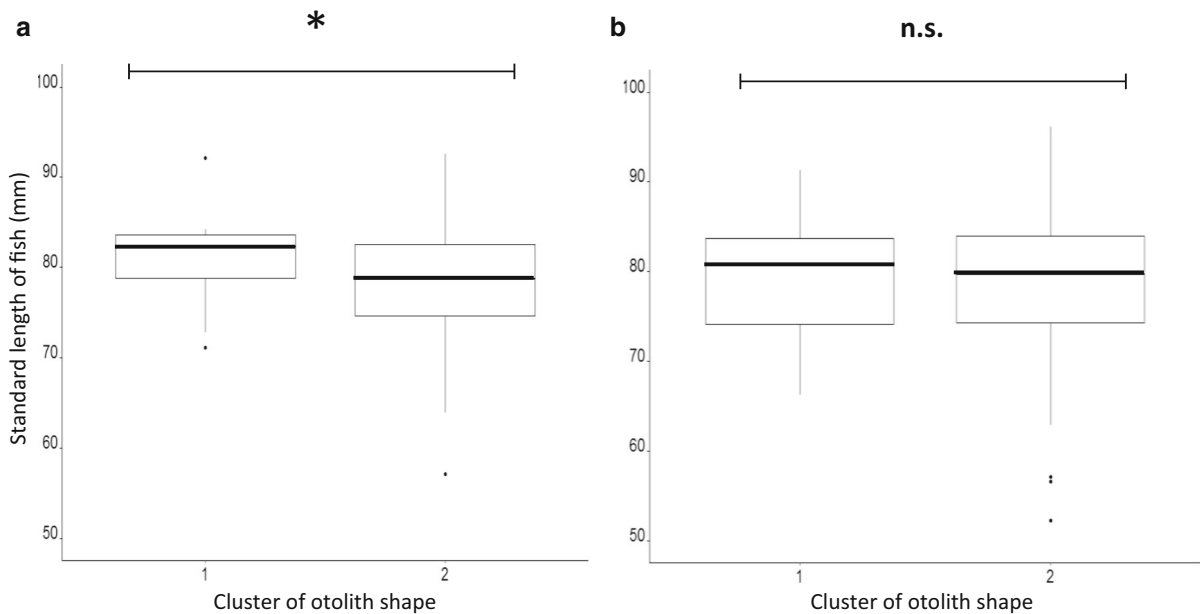 a
*
b
n.s.
Standard length of fish (mm)
100
90
80
70
60
50
1
2
Cluster of otolith shape
100
90
80
70
60
50
1
2
Cluster of otolith shape